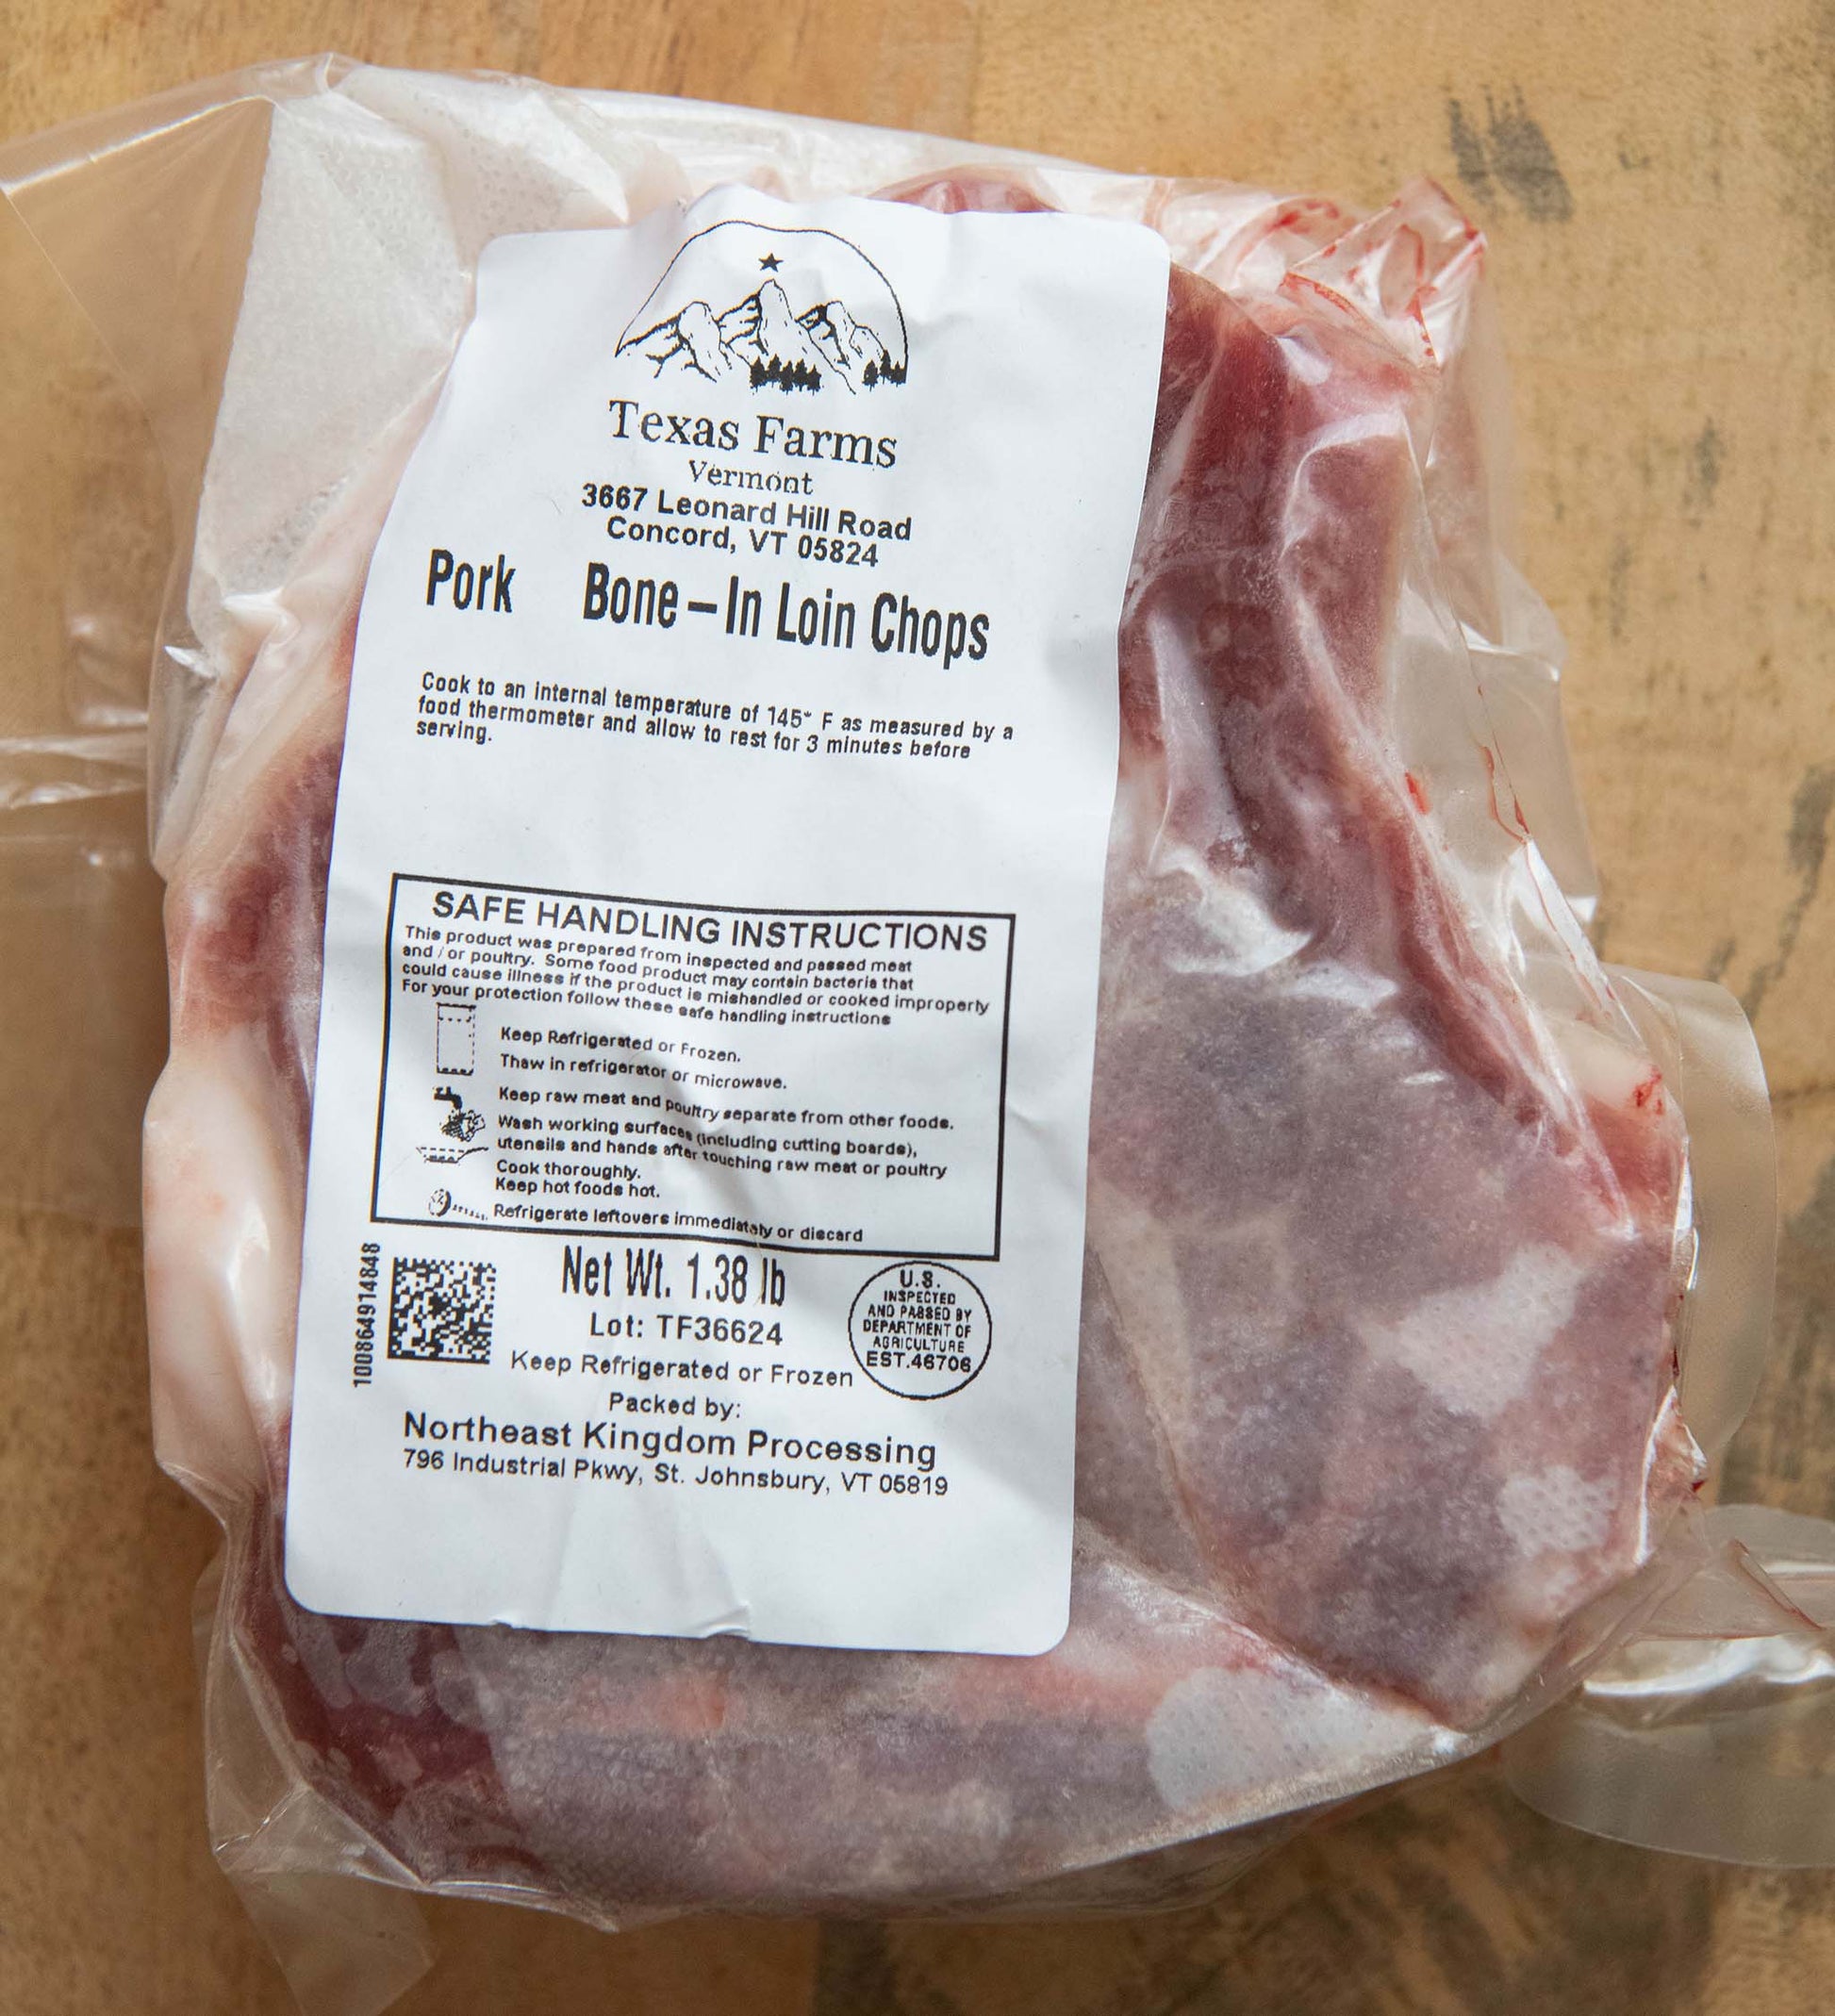 Texas Farms
Vermont
3667 Leonard Hill Road
Concord, VT 05824
Pork Bone-In Loin Chops
Cook to an internal temperature of 145° F as measured by a
food thermometer and allow to rest for 3 minutes before
serving.
SAFE HANDLING INSTRUCTIONS
This product was prepared from inspected and passed meat
and / or poultry. Some food product may contain bacteria that
could cause illness if the product is mishandled or cooked improperly
For your protection follow these safe handling instructions
Keep Refrigerated or Frozen.
Thaw in refrigerator or microwave.
Keep raw meat and poultry separate from other foods.
Wash working surfaces (including cutting boards),
utensils and hands after touching raw meat or poultry
Cook thoroughly.
Keep hot foods hot.
Refrigerate leftovers immediately or discard
100864914848
Net Wt. 1.38 lb
Lot: TF36624
Keep Refrigerated or Frozen
U.S.
INSPECTED
AND PASSED BY
DEPARTMENT OF
AGRICULTURE
EST.46706
Packed by:
Northeast Kingdom Processing
796 Industrial Pkwy, St. Johnsbury, VT 05819